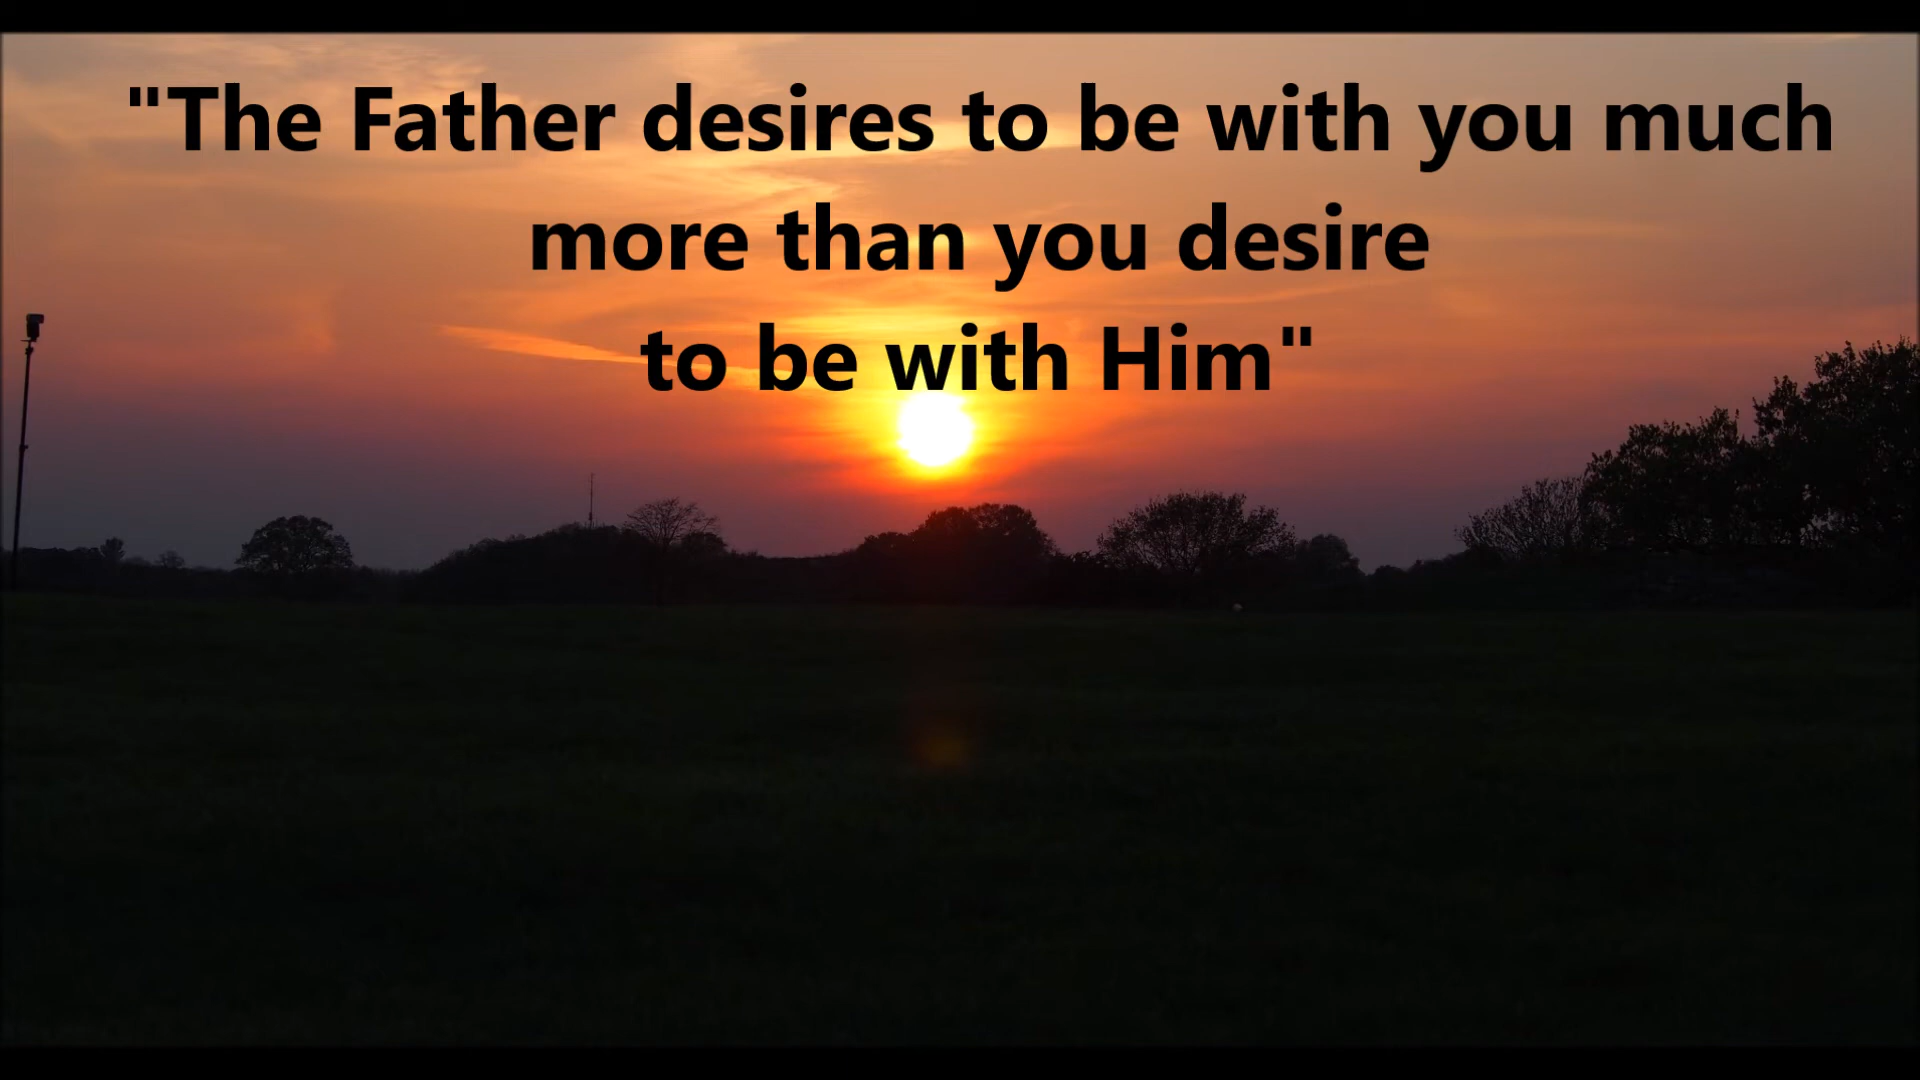 "The Father desires to be with you much
more than you desire
to be with Him"